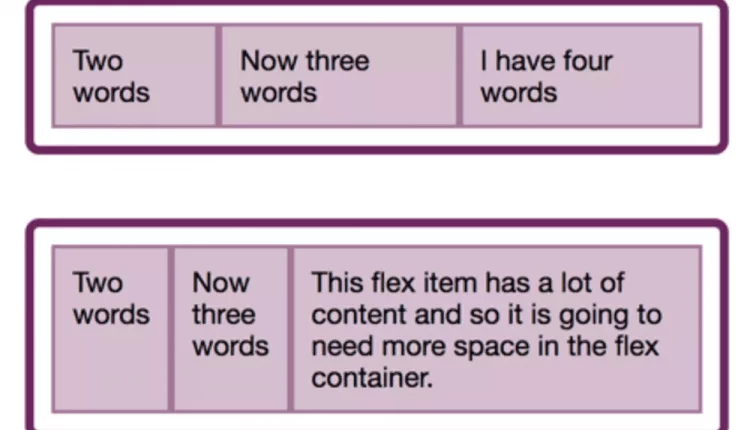 Two
words
Now three
words
I have four
words
Two
words
Now
three
words
This flex item has a lot of
content and so it is going to
need more space in the flex
container.